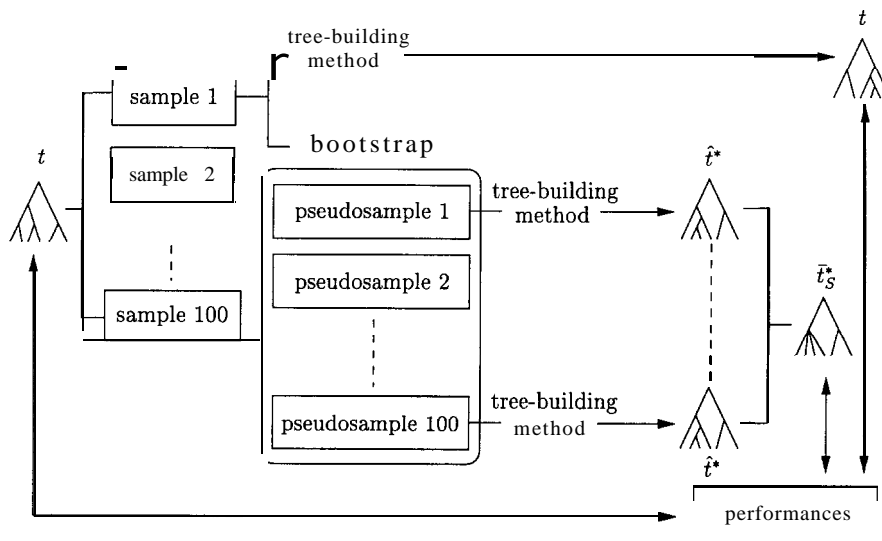 t
tree-building
method
sample 1
bootstrap
t
sample 2
t̂*
pseudosample 1
tree-building
method
pseudosample 2
t̄*S
sample 100
pseudosample 100
tree-building
method
t̂*
performances